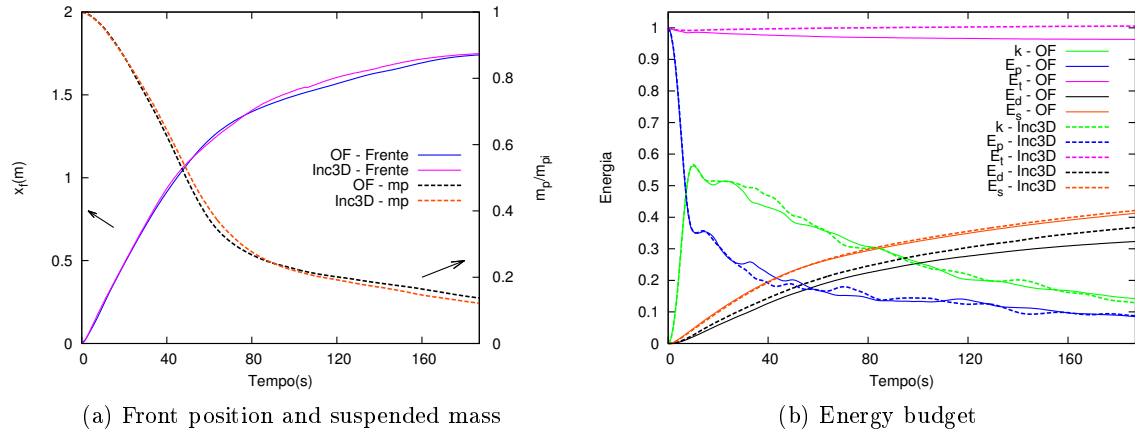 2
1.5
1
0.5
0
0
40
80
120
160
1
0.8
0.6
0.4
0.2
0
x_f(m)
m_p/m_pi
Tempo(s)
OF - Frente
Inc3D - Frente
OF - mp
Inc3D - mp
(a) Front position and suspended mass
1
0.9
0.8
0.7
0.6
0.5
0.4
0.3
0.2
0.1
0
0
40
80
120
160
Energia
Tempo(s)
k - OF
E_p - OF
E_t - OF
E_d - OF
E_s - OF
k - Inc3D
E_p - Inc3D
E_t - Inc3D
E_d - Inc3D
E_s - Inc3D
(b) Energy budget